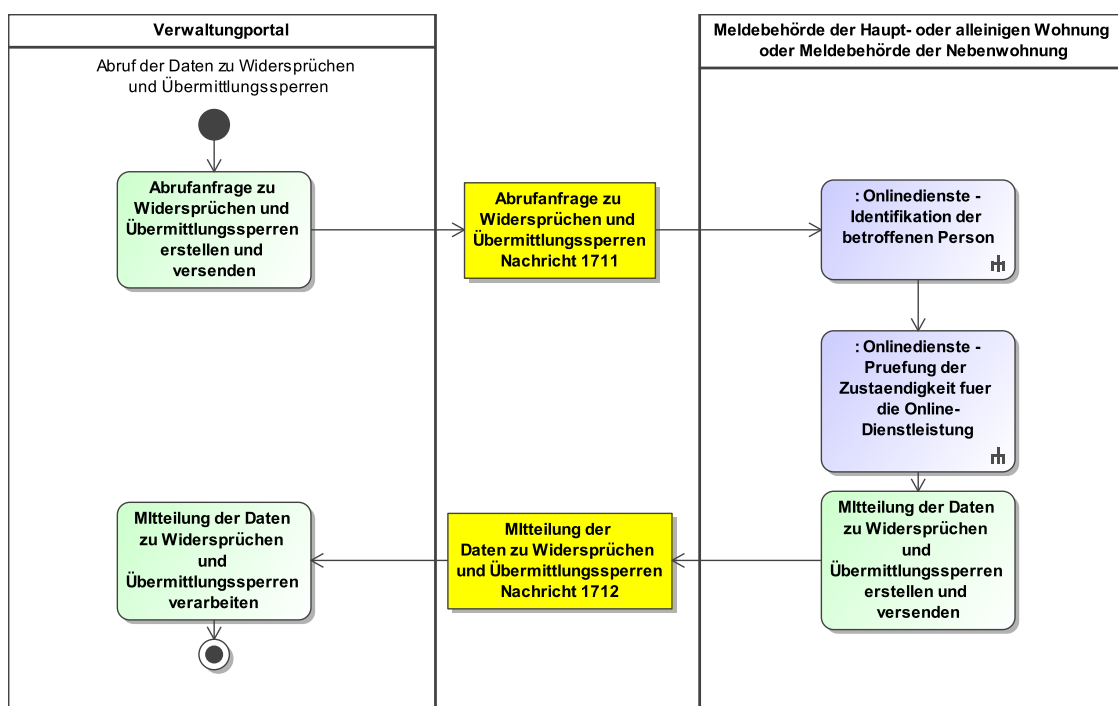 Verwaltungportal
Meldebehörde der Haupt- oder alleinigen Wohnung
oder Meldebehörde der Nebenwohnung
Abruf der Daten zu Widersprüchen
und Übermittlungssperren
Abrufanfrage zu
Widersprüchen und
Übermittlungssperren
erstellen und
versenden
Abrufanfrage zu
Widersprüchen und
Übermittlungssperren
Nachricht 1711
: Onlinedienste -
Identifikation der
betroffenen Person
: Onlinedienste -
Pruefung der
Zustaendigkeit fuer
die Online-
Dienstleistung
MItteilung der Daten
zu Widersprüchen
und
Übermittlungssperren
erstellen und
versenden
MItteilung der
Daten zu Widersprüchen
und Übermittlungssperren
Nachricht 1712
MItteilung der Daten
zu Widersprüchen
und
Übermittlungssperren
verarbeiten